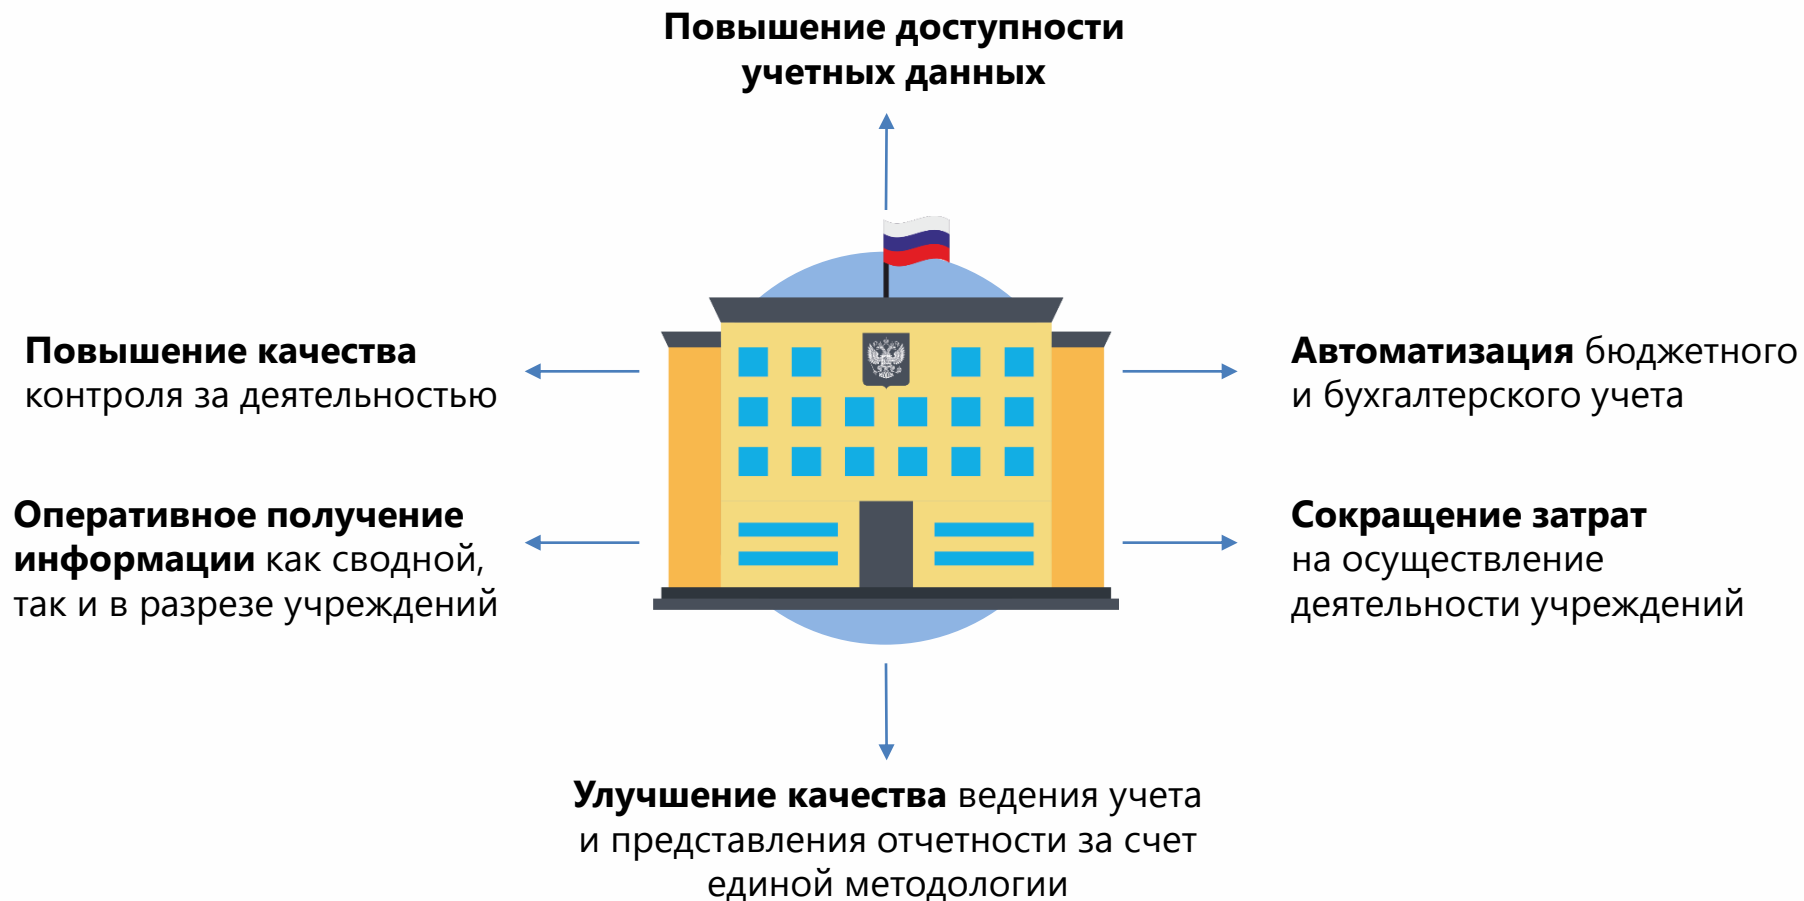 Повышение доступности
учетных данных
Повышение качества
контроля за деятельностью
Автоматизация бюджетного
и бухгалтерского учета
Оперативное получение
информации как сводной,
так и в разрезе учреждений
Сокращение затрат
на осуществление
деятельности учреждений
Улучшение качества ведения учета
и представления отчетности за счет
единой методологии